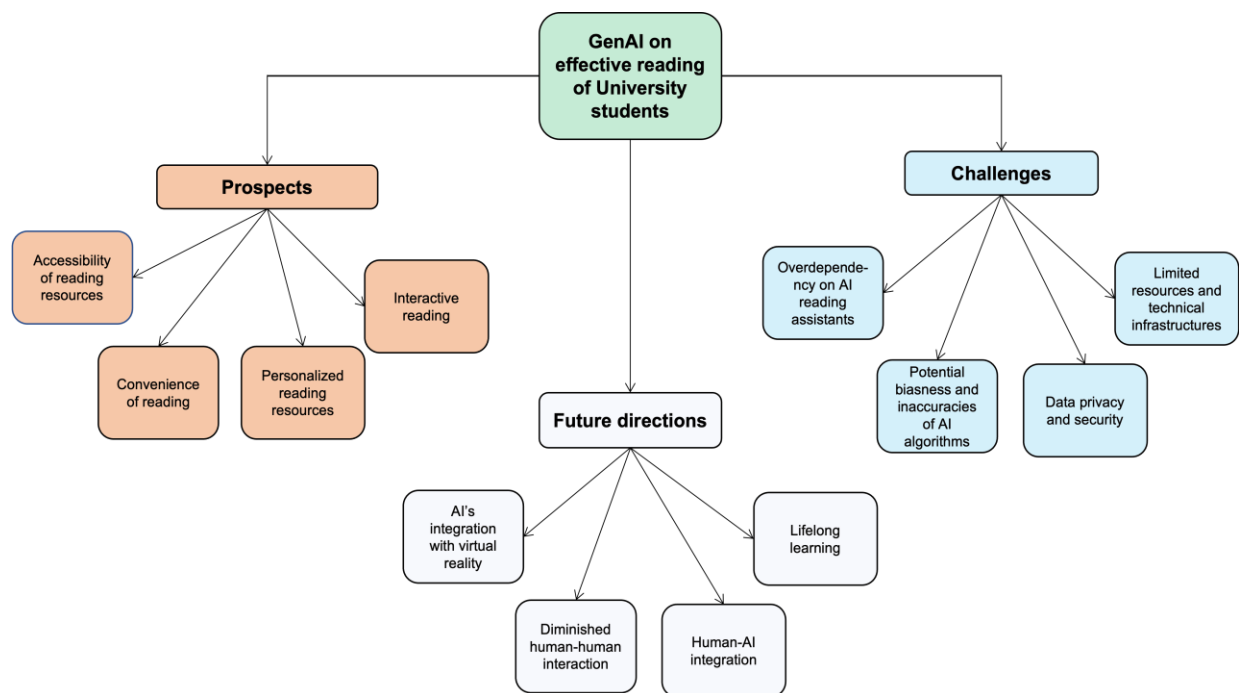 GenAI on
effective reading
of University
students
Prospects
Accessibility
of reading
resources
Convenience
of reading
Personalized
reading
resources
Interactive
reading
Future directions
AI’s
integration
with virtual
reality
Diminished
human-human
interaction
Human-AI
integration
Lifelong
learning
Challenges
Overdepende-
ncy on AI
reading
assistants
Potential
biasness and
inaccuracies
of AI
algorithms
Data privacy
and security
Limited
resources and
technical
infrastructures